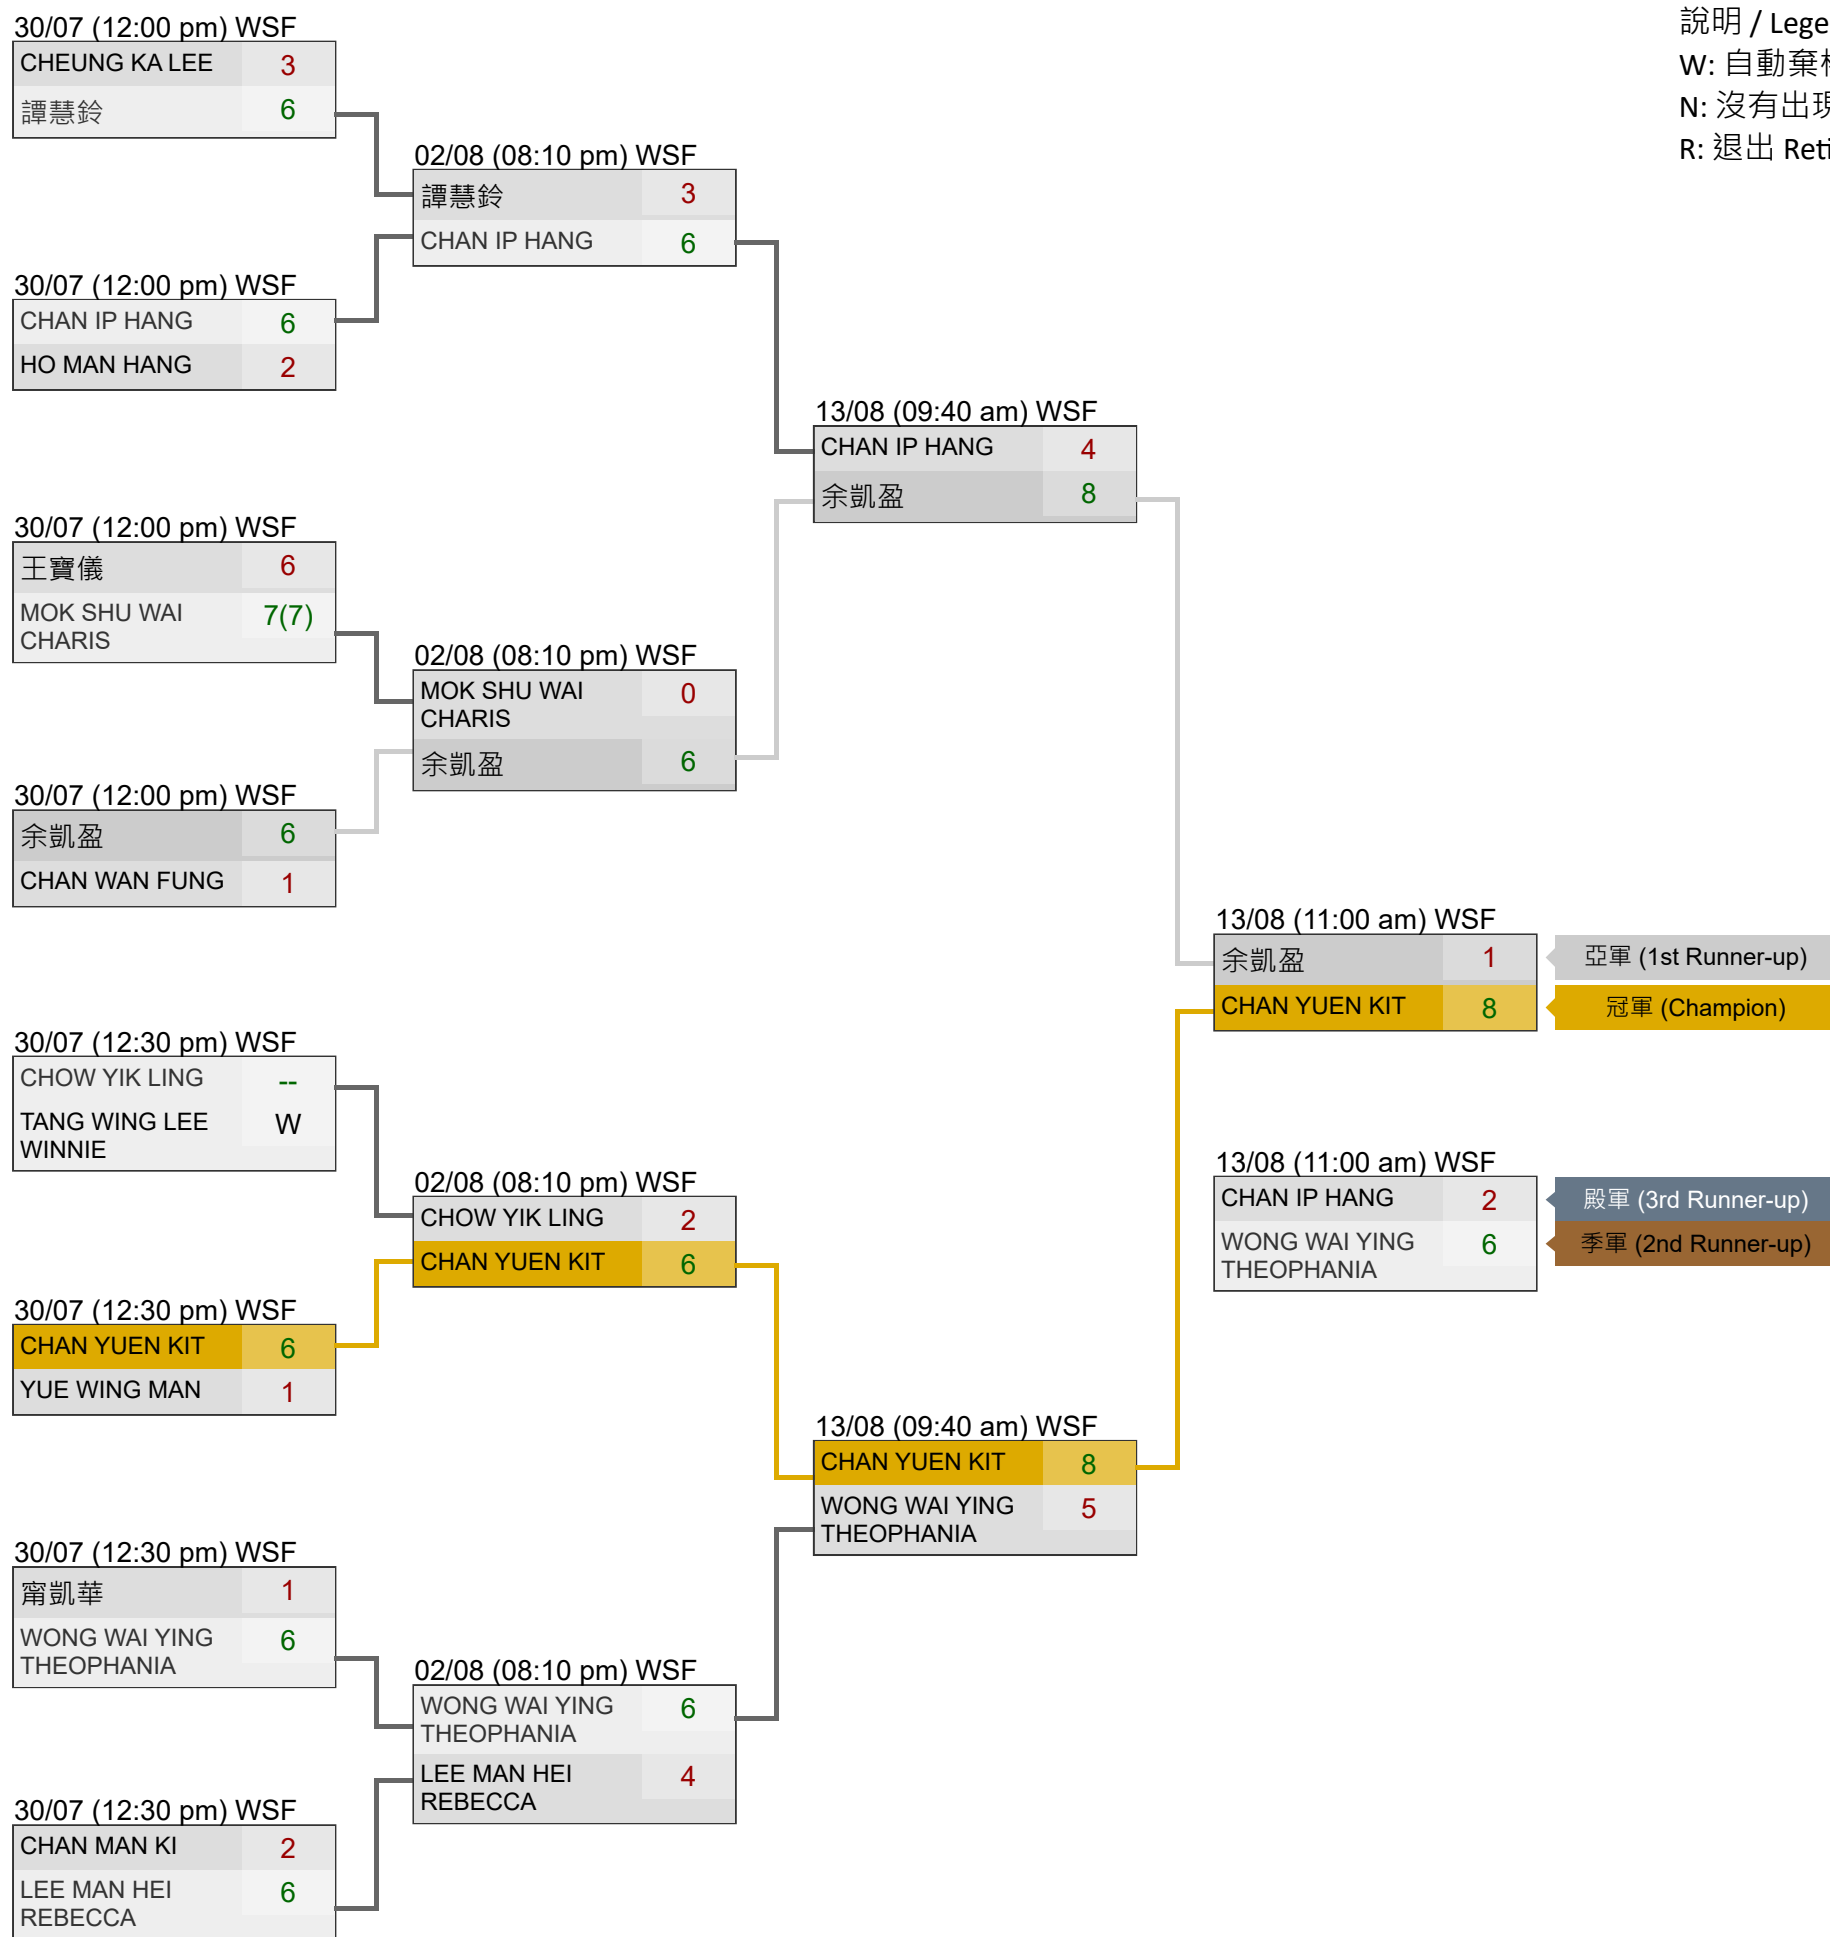 說明 / Lege
W: 自動棄
N: 沒有出現
R: 退出 Reti
30/07 (12:00 pm) WSF
CHEUNG KA LEE 3
譚慧鈴 6
30/07 (12:00 pm) WSF
CHAN IP HANG 6
HO MAN HANG 2
30/07 (12:00 pm) WSF
王寶儀 6
MOK SHU WAI 7(7)
CHARIS
30/07 (12:00 pm) WSF
余凱盈 6
CHAN WAN FUNG 1
30/07 (12:30 pm) WSF
CHOW YIK LING --
TANG WING LEE W
WINNIE
30/07 (12:30 pm) WSF
CHAN YUEN KIT 6
YUE WING MAN 1
30/07 (12:30 pm) WSF
甯凱華 1
WONG WAI YING 6
THEOPHANIA
30/07 (12:30 pm) WSF
CHAN MAN KI 2
LEE MAN HEI 6
REBECCA
02/08 (08:10 pm) WSF
譚慧鈴 3
CHAN IP HANG 6
02/08 (08:10 pm) WSF
MOK SHU WAI 0
CHARIS
余凱盈 6
02/08 (08:10 pm) WSF
CHOW YIK LING 2
CHAN YUEN KIT 6
02/08 (08:10 pm) WSF
WONG WAI YING 6
THEOPHANIA
LEE MAN HEI 4
REBECCA
13/08 (09:40 am) WSF
CHAN IP HANG 4
余凱盈 8
13/08 (09:40 am) WSF
CHAN YUEN KIT 8
WONG WAI YING 5
THEOPHANIA
13/08 (11:00 am) WSF
余凱盈 1 亞軍 (1st Runner-up)
CHAN YUEN KIT 8 冠軍 (Champion)
13/08 (11:00 am) WSF
CHAN IP HANG 2 殿軍 (3rd Runner-up)
WONG WAI YING 6 季軍 (2nd Runner-up)
THEOPHANIA